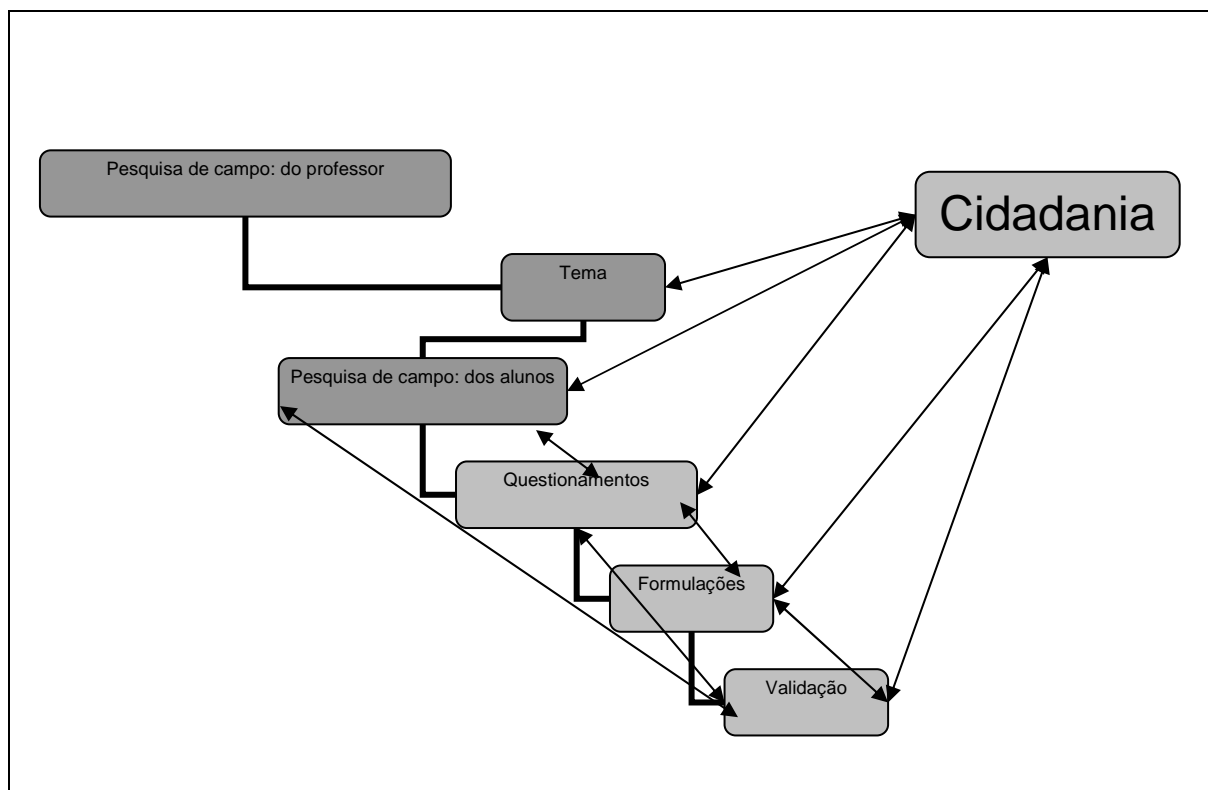 Pesquisa de campo: do professor
Cidadania
Tema
Pesquisa de campo: dos alunos
Questionamentos
Formulações
Validação